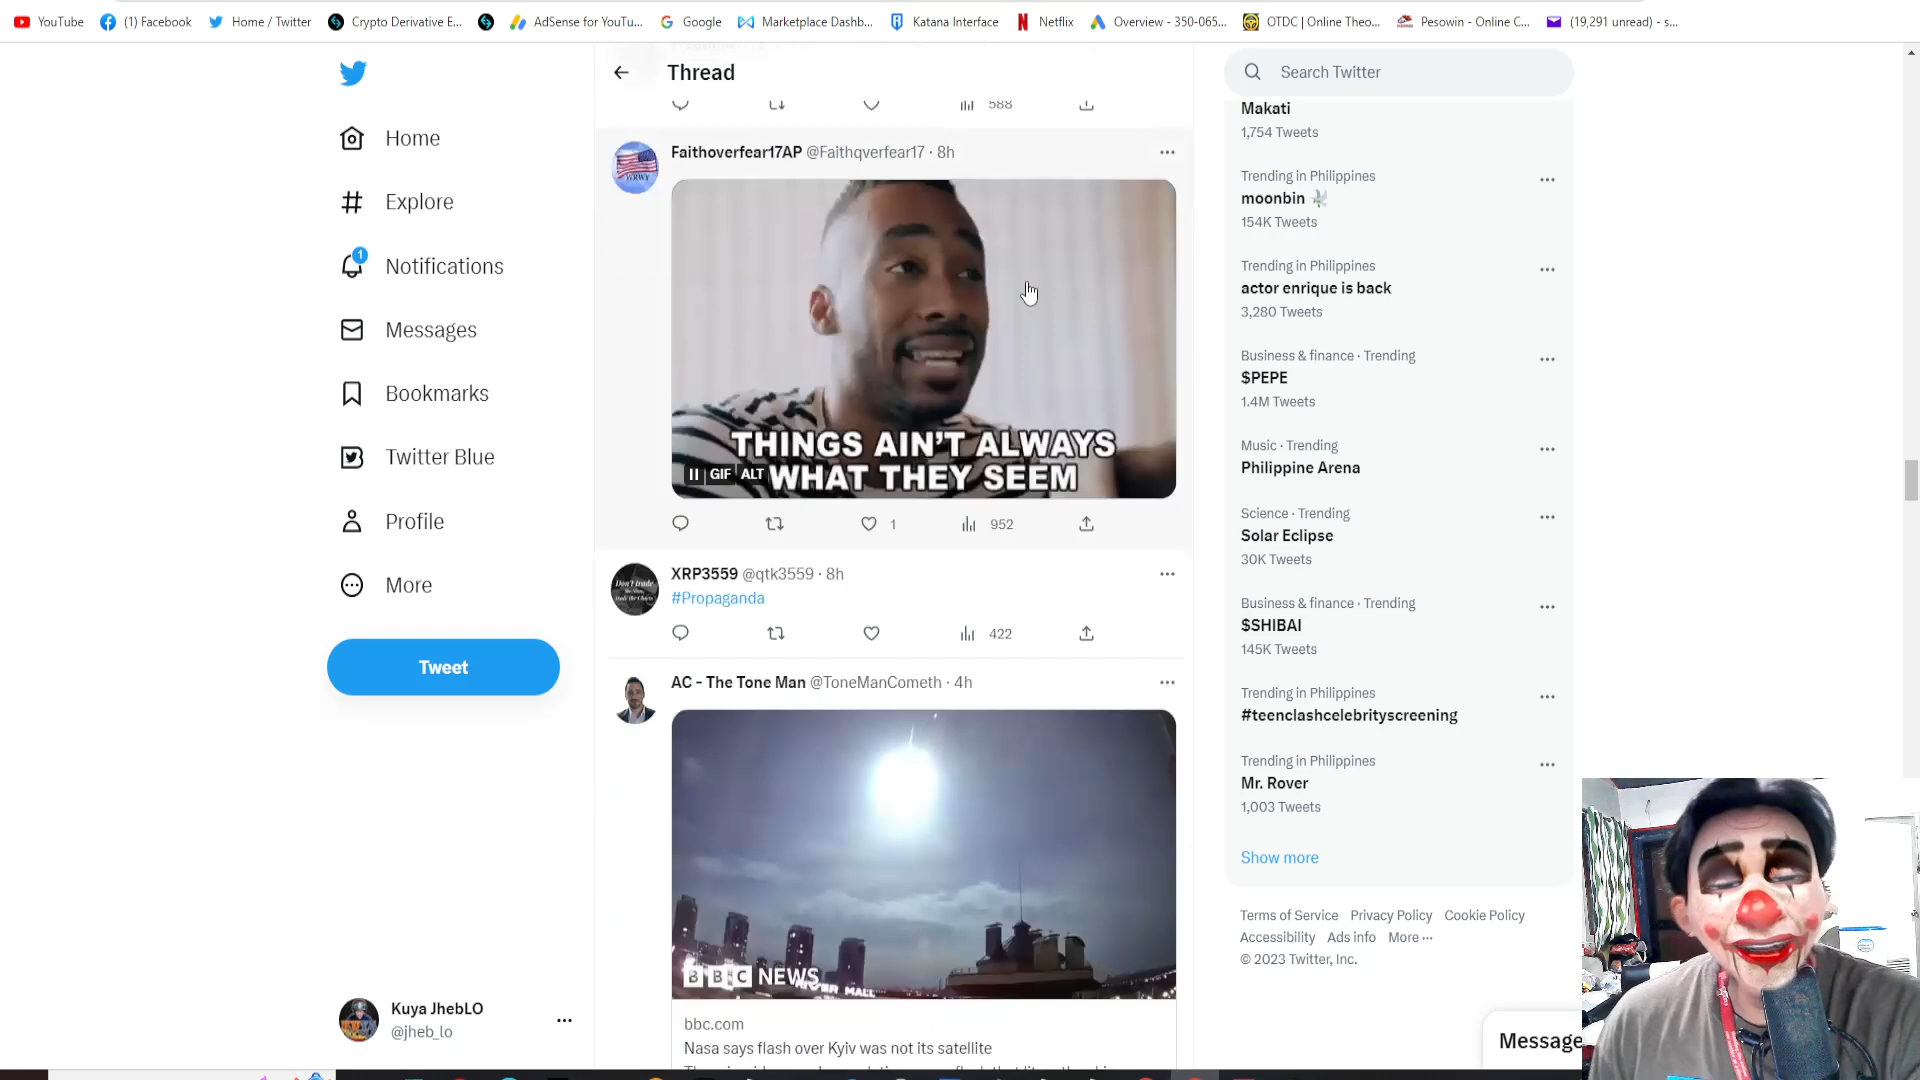 YouTube
(1) Facebook
Home / Twitter
Crypto Derivative E...
AdSense for YouTu...
Google
Marketplace Dashb...
Katana Interface
Netflix
Overview - 350-065...
OTDC | Online Theo...
Pesowin - Online C...
(19,291 unread) - s...
Home
Explore
1
Notifications
Messages
Bookmarks
Twitter Blue
Profile
More
Tweet
Kuya JhebLO
@jheb_lo
Thread
588
Faithoverfear17AP @Faithqverfear17 · 8h
THINGS AIN'T ALWAYS
WHAT THEY SEEM
GIF ALT
1
952
XRP3559 @qtk3559 · 8h
#Propaganda
422
AC - The Tone Man @ToneManCometh · 4h
BBC NEWS
RIVER MALL
bbc.com
Nasa says flash over Kyiv was not its satellite
Search Twitter
Makati
1,754 Tweets
Trending in Philippines
moonbin
154K Tweets
Trending in Philippines
actor enrique is back
3,280 Tweets
Business & finance · Trending
$PEPE
1.4M Tweets
Music · Trending
Philippine Arena
Science · Trending
Solar Eclipse
30K Tweets
Business & finance · Trending
$SHIBAI
145K Tweets
Trending in Philippines
#teenclashcelebrityscreening
Trending in Philippines
Mr. Rover
1,003 Tweets
Show more
Terms of Service Privacy Policy Cookie Policy
Accessibility Ads info More ···
© 2023 Twitter, Inc.
Message